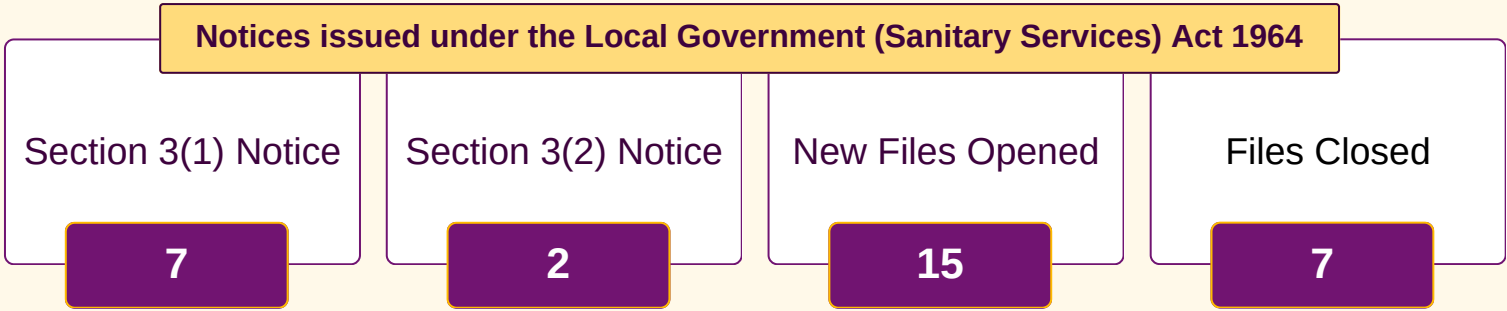 Notices issued under the Local Government (Sanitary Services) Act 1964
Section 3(1) Notice
7
Section 3(2) Notice
2
New Files Opened
15
Files Closed
7